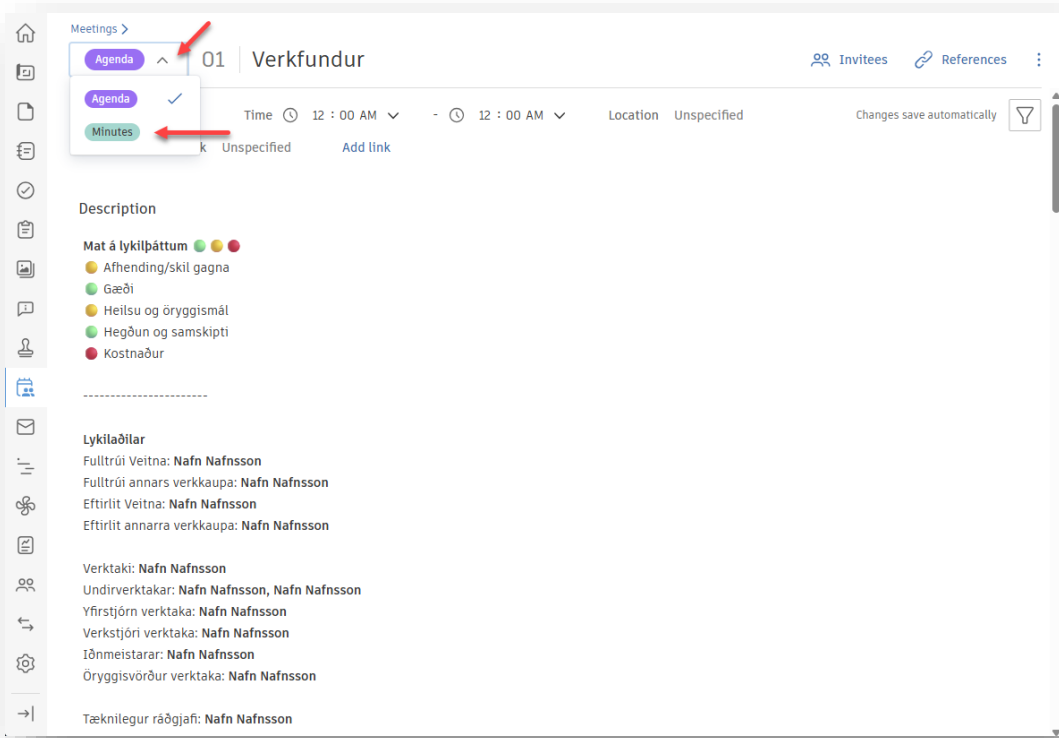 Meetings >
Agenda 01 Verkfundur Invitees References
Agenda
Minutes
Time 12 : 00 AM - 12 : 00 AM Location Unspecified Changes save automatically
k Unspecified Add link
Description
Mat á lykilþáttum
Afhending/skil gagna
Gæði
Heilsu og öryggismál
Hegðun og samskipti
Kostnaður
-----------------------
Lykilaðilar
Fulltrúi Veitna: Nafn Nafnsson
Fulltrúi annars verkkaupa: Nafn Nafnsson
Eftirlit Veitna: Nafn Nafnsson
Eftirlit annarra verkkaupa: Nafn Nafnsson
Verktaki: Nafn Nafnsson
Undirverktakar: Nafn Nafnsson, Nafn Nafnsson
Yfirstjórn verktaka: Nafn Nafnsson
Verkstjóri verktaka: Nafn Nafnsson
Iðnmeistarar: Nafn Nafnsson
Öryggisvörður verktaka: Nafn Nafnsson
Tæknilegur ráðgjafi: Nafn Nafnsson